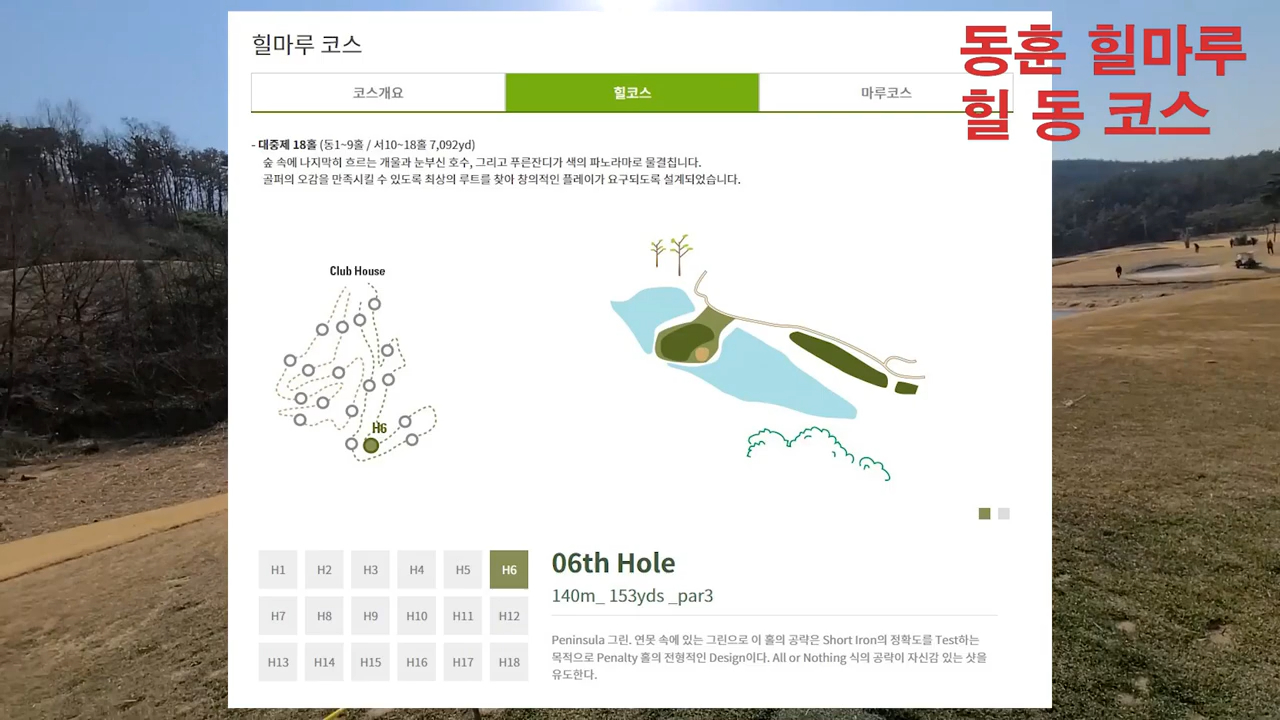 힐마루 코스
동훈 힐마루
힐 동 코스
코스개요
힐코스
마루코스
- 대중제 18홀 (동1~9홀 / 서10~18홀 7,092yd)
숲 속에 나지막히 흐르는 개울과 눈부신 호수, 그리고 푸른잔디가 색의 파노라마로 물결칩니다.
골퍼의 오감을 만족시킬 수 있도록 최상의 루트를 찾아 창의적인 플레이가 요구되도록 설계되었습니다.
Club House
H6
H1 H2 H3 H4 H5 H6
H7 H8 H9 H10 H11 H12
H13 H14 H15 H16 H17 H18
06th Hole
140m_ 153yds _par3
Peninsula 그린. 연못 속에 있는 그린으로 이 홀의 공략은 Short Iron의 정확도를 Test하는
목적으로 Penalty 홀의 전형적인 Design이다. All or Nothing 식의 공략이 자신감 있는 샷을
유도한다.